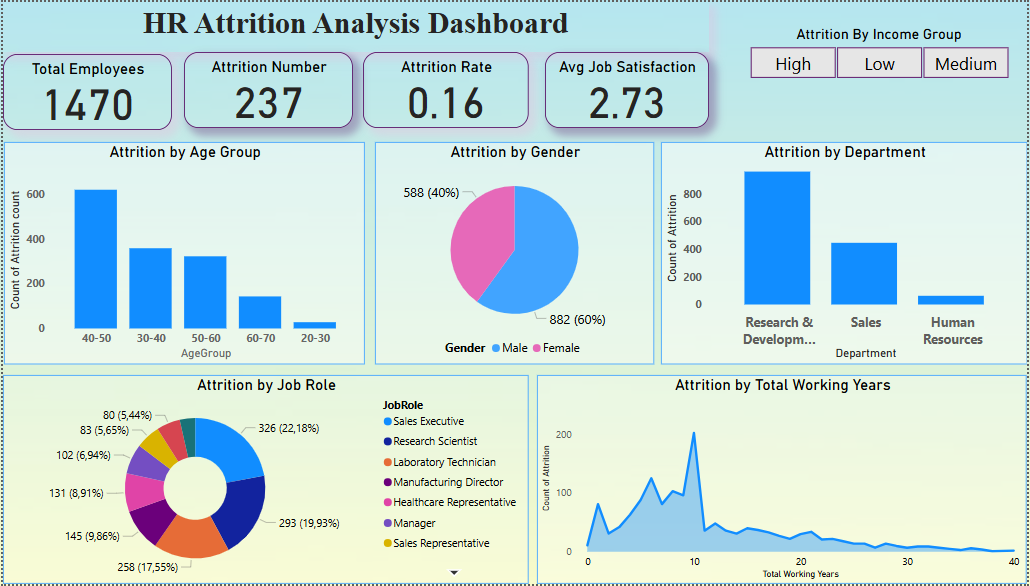 HR Attrition Analysis Dashboard
Attrition By Income Group
High
Low
Medium
Total Employees
1470
Attrition Number
237
Attrition Rate
0.16
Avg Job Satisfaction
2.73
Attrition by Age Group
Count of Attrition count
600
400
200
0
40-50
30-40
50-60
60-70
20-30
AgeGroup
Attrition by Gender
588 (40%)
882 (60%)
Gender
Male
Female
Attrition by Department
Count of Attrition
800
600
400
200
0
Research &
Developm...
Sales
Human
Resources
Department
Attrition by Job Role
80 (5,44%)
83 (5,65%)
102 (6,94%)
131 (8,91%)
145 (9,86%)
258 (17,55%)
326 (22,18%)
293 (19,93%)
JobRole
Sales Executive
Research Scientist
Laboratory Technician
Manufacturing Director
Healthcare Representative
Manager
Sales Representative
Attrition by Total Working Years
Count of Attrition
200
100
0
0
10
20
30
40
Total Working Years